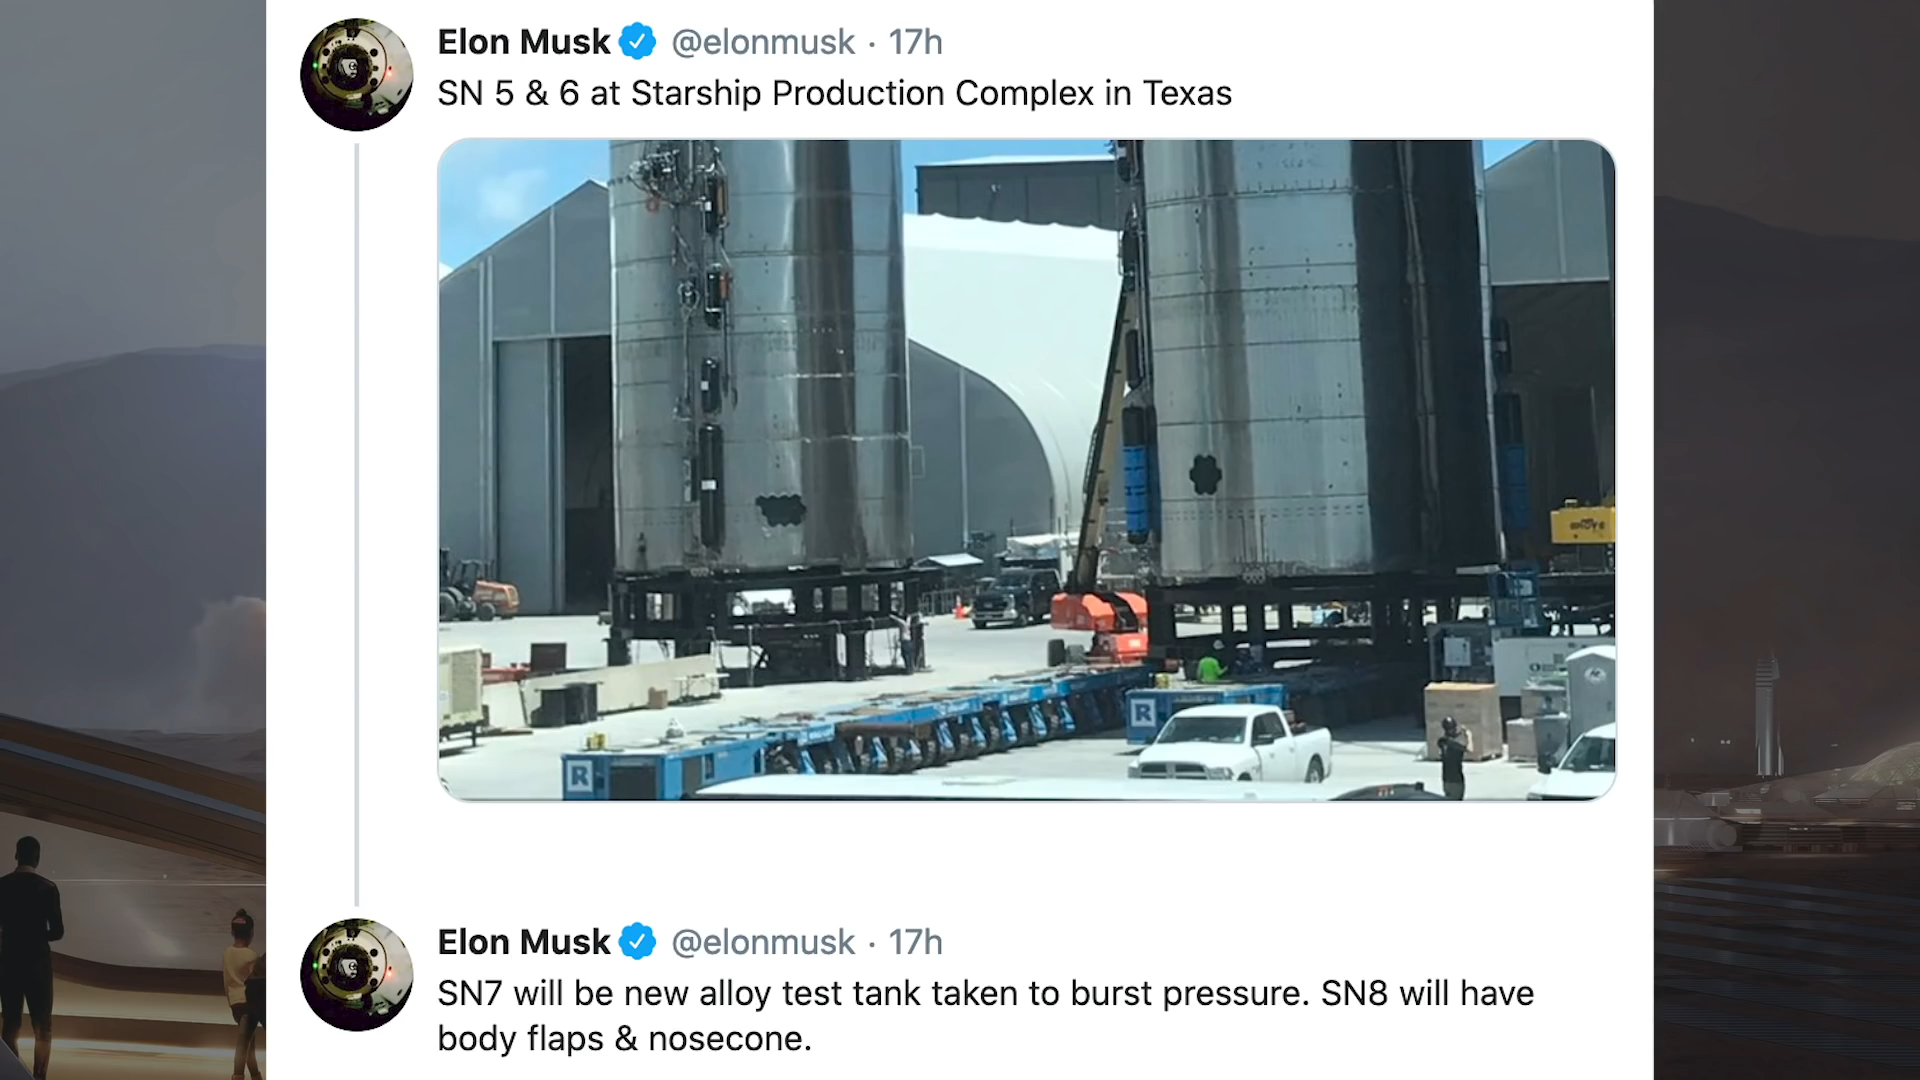 Elon Musk @elonmusk · 17h
SN 5 & 6 at Starship Production Complex in Texas
R
R
Elon Musk @elonmusk · 17h
SN7 will be new alloy test tank taken to burst pressure. SN8 will have
body flaps & nosecone.